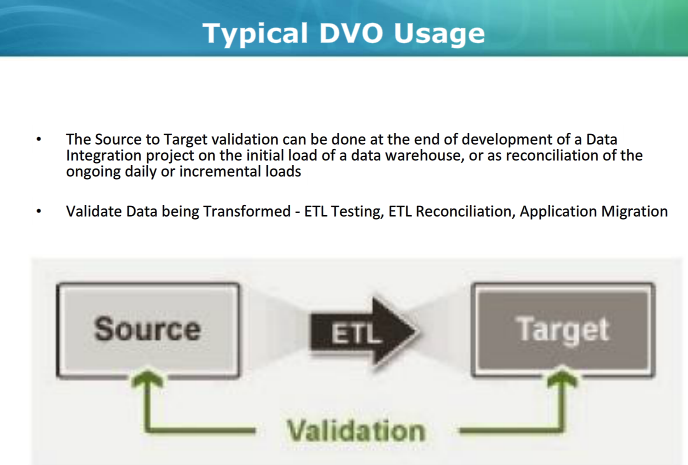 Typical DVO Usage
• The Source to Target validation can be done at the end of development of a Data
Integration project on the initial load of a data warehouse, or as reconciliation of the
ongoing daily or incremental loads
• Validate Data being Transformed - ETL Testing, ETL Reconciliation, Application Migration
Source
ETL
Target
Validation